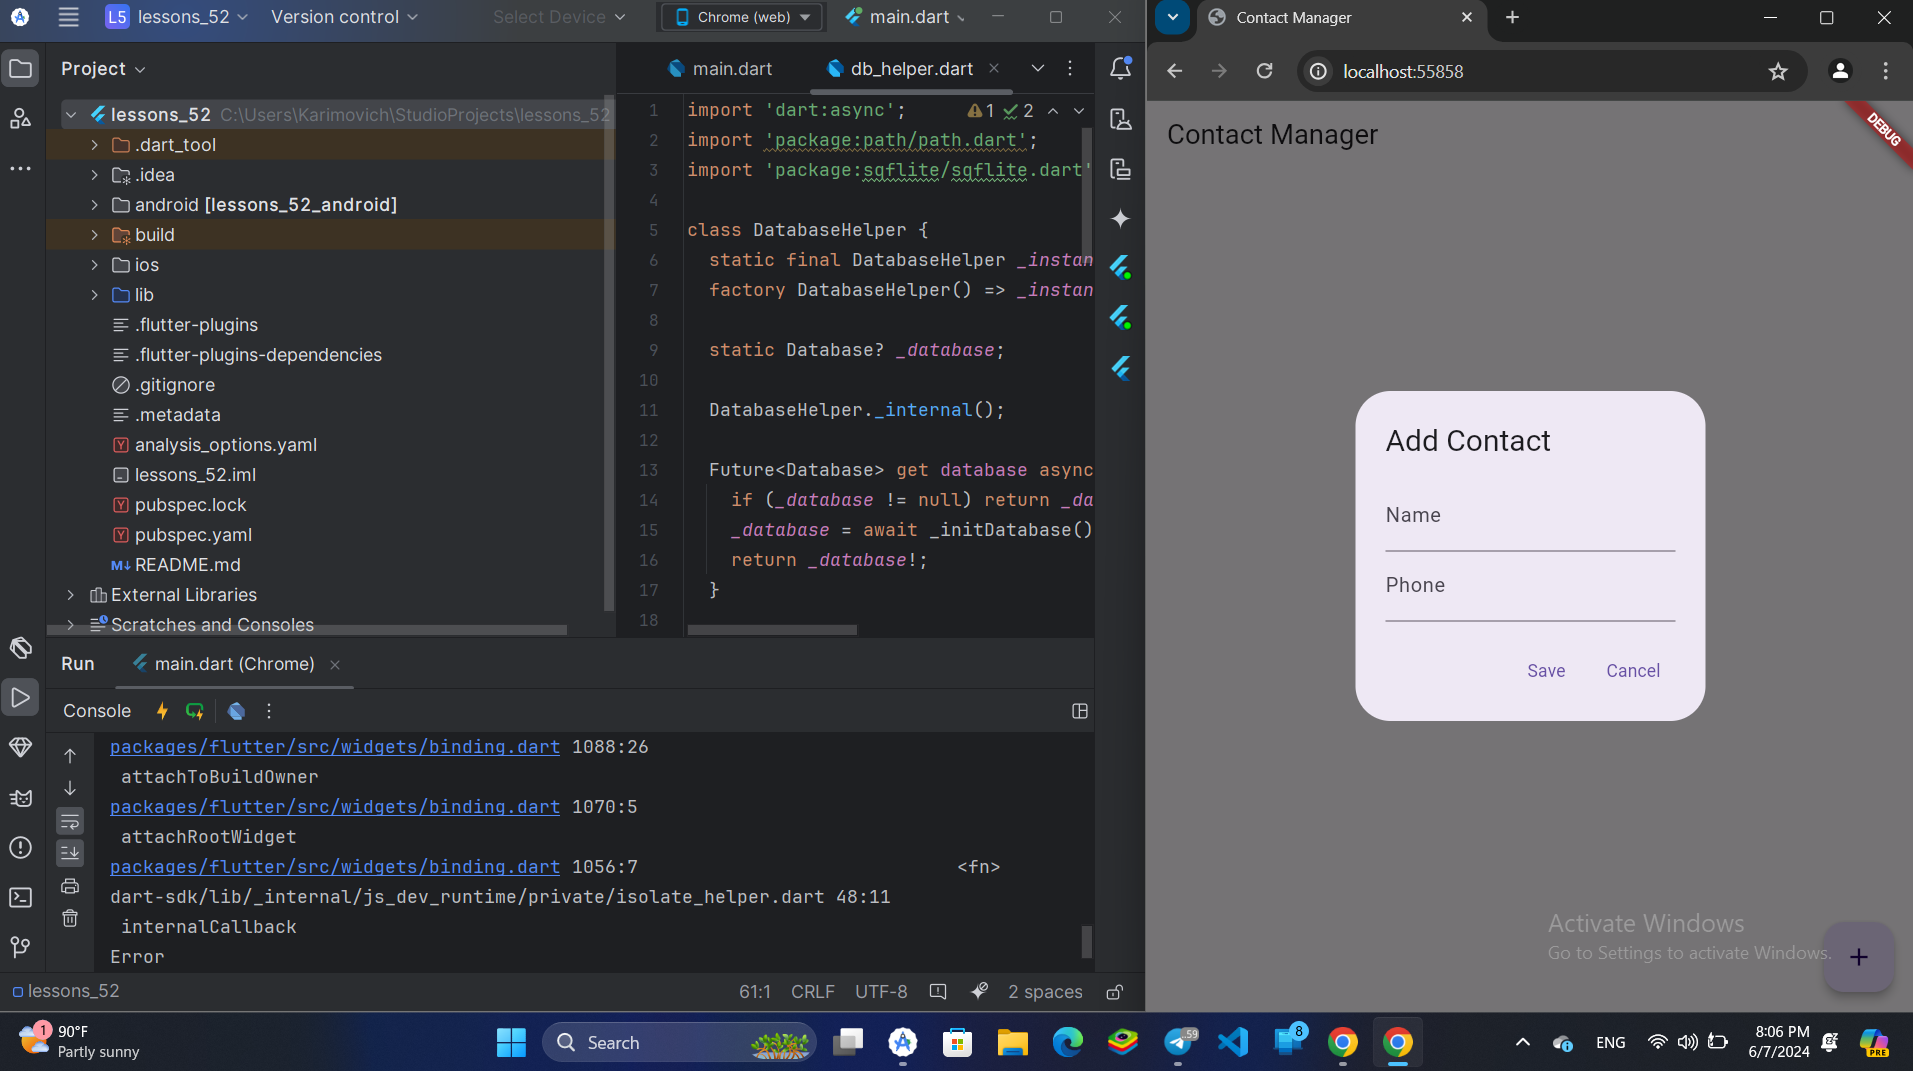 L5 lessons_52 Version control Select Device Chrome (web) main.dart
Project
lessons_52 C:\Users\Karimovich\StudioProjects\lessons_52
.dart_tool
.idea
android [lessons_52_android]
build
ios
lib
.flutter-plugins
.flutter-plugins-dependencies
.gitignore
.metadata
analysis_options.yaml
lessons_52.iml
pubspec.lock
pubspec.yaml
README.md
External Libraries
Scratches and Consoles
main.dart db_helper.dart
1 import 'dart:async'; 1 2
2 import 'package:path/path.dart';
3 import 'package:sqflite/sqflite.dart'
4
5 class DatabaseHelper {
6 static final DatabaseHelper _instan
7 factory DatabaseHelper() => _instan
8
9 static Database? _database;
10
11 DatabaseHelper._internal();
12
13 Future<Database> get database async
14 if (_database != null) return _da
15 _database = await _initDatabase()
16 return _database!;
17 }
18
Run main.dart (Chrome)
Console
packages/flutter/src/widgets/binding.dart 1088:26
attachToBuildOwner
packages/flutter/src/widgets/binding.dart 1070:5
attachRootWidget
packages/flutter/src/widgets/binding.dart 1056:7 <fn>
dart-sdk/lib/_internal/js_dev_runtime/private/isolate_helper.dart 48:11
internalCallback
Error
lessons_52 61:1 CRLF UTF-8 2 spaces
Contact Manager
localhost:55858
Contact Manager
DEBUG
Add Contact
Name
Phone
Save Cancel
Activate Windows
Go to Settings to activate Windows.
1 90°F
Partly sunny
Search
59
8
ENG
8:06 PM
6/7/2024
PRE